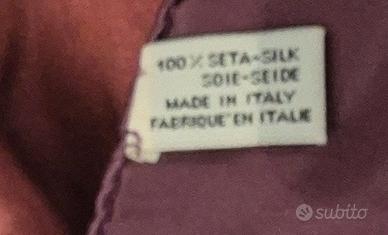 100% SETA-SILK
SOIE-SEIDE
MADE IN ITALY
FABRIQUE EN ITALIE
subito